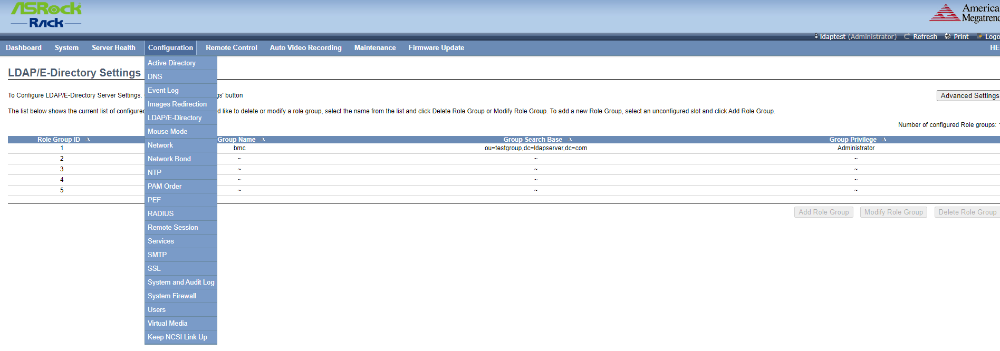 ASRock
Rack
America
Megatrend
ldaptest (Administrator) Refresh Print Logo
Dashboard System Server Health Configuration Remote Control Auto Video Recording Maintenance Firmware Update HE
Active Directory
LDAP/E-Directory Settings
DNS
Event Log
To Configure LDAP/E-Directory Server Settings. gs' button
Advanced Settings
Images Redirection
The list below shows the current list of configured like to delete or modify a role group, select the name from the list and click Delete Role Group or Modify Role Group. To add a new Role Group, select an unconfigured slot and click Add Role Group.
LDAP/E-Directory
Number of configured Role groups: 1
Mouse Mode
Role Group ID Group Name Group Search Base Group Privilege
Network
1 bmc ou=testgroup,dc=ldapserver,dc=com Administrator
Network Bond
2 ~ ~ ~
NTP
3 ~ ~ ~
4 ~ ~ ~
PAM Order
5 ~ ~ ~
PEF
RADIUS
Add Role Group Modify Role Group Delete Role Group
Remote Session
Services
SMTP
SSL
System and Audit Log
System Firewall
Users
Virtual Media
Keep NCSI Link Up